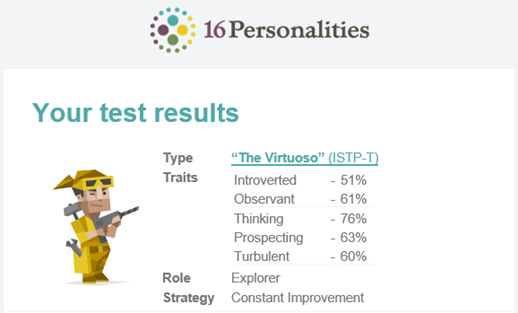 16Personalities
Your test results
Type “The Virtuoso” (ISTP-T)
Traits
Introverted - 51%
Observant - 61%
Thinking - 76%
Prospecting - 63%
Turbulent - 60%
Role Explorer
Strategy Constant Improvement